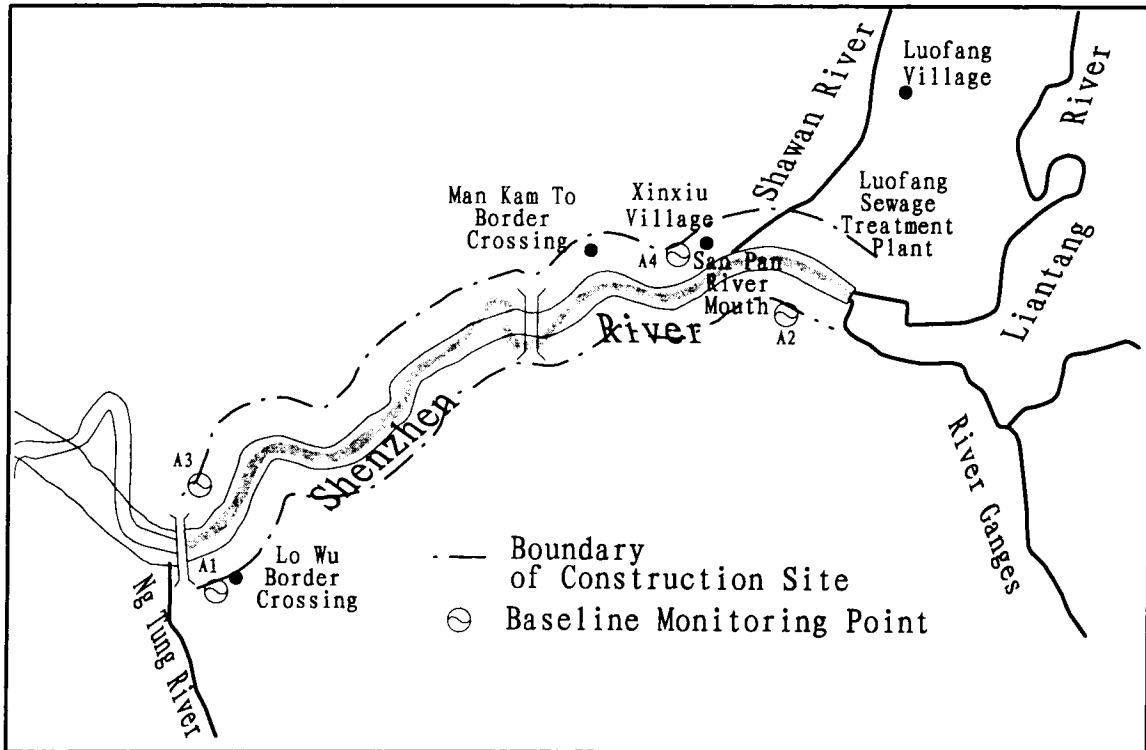 Luofang
Village
River
Shawan River
Man Kam To
Border
Crossing
Xinxiu
Village
Luofang
Sewage
Treatment
Plant
A4
San Pan
River
Mouth
A2
Liantang
Shenzhen
River
A3
River Ganges
A1
Lo Wu
Border
Crossing
Ng Tung River
Boundary
of Construction Site
Baseline Monitoring Point